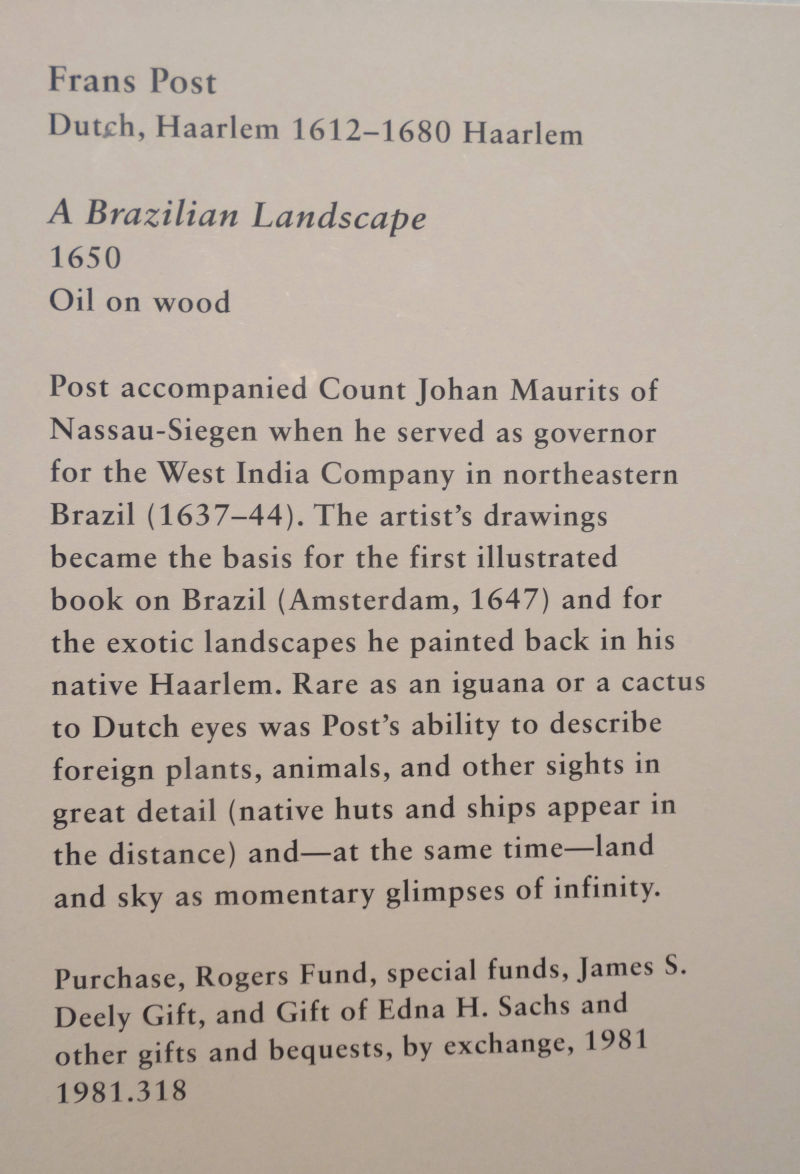 Frans Post
Dutch, Haarlem 1612–1680 Haarlem
A Brazilian Landscape
1650
Oil on wood
Post accompanied Count Johan Maurits of
Nassau-Siegen when he served as governor
for the West India Company in northeastern
Brazil (1637–44). The artist’s drawings
became the basis for the first illustrated
book on Brazil (Amsterdam, 1647) and for
the exotic landscapes he painted back in his
native Haarlem. Rare as an iguana or a cactus
to Dutch eyes was Post’s ability to describe
foreign plants, animals, and other sights in
great detail (native huts and ships appear in
the distance) and—at the same time—land
and sky as momentary glimpses of infinity.
Purchase, Rogers Fund, special funds, James S.
Deely Gift, and Gift of Edna H. Sachs and
other gifts and bequests, by exchange, 1981
1981.318